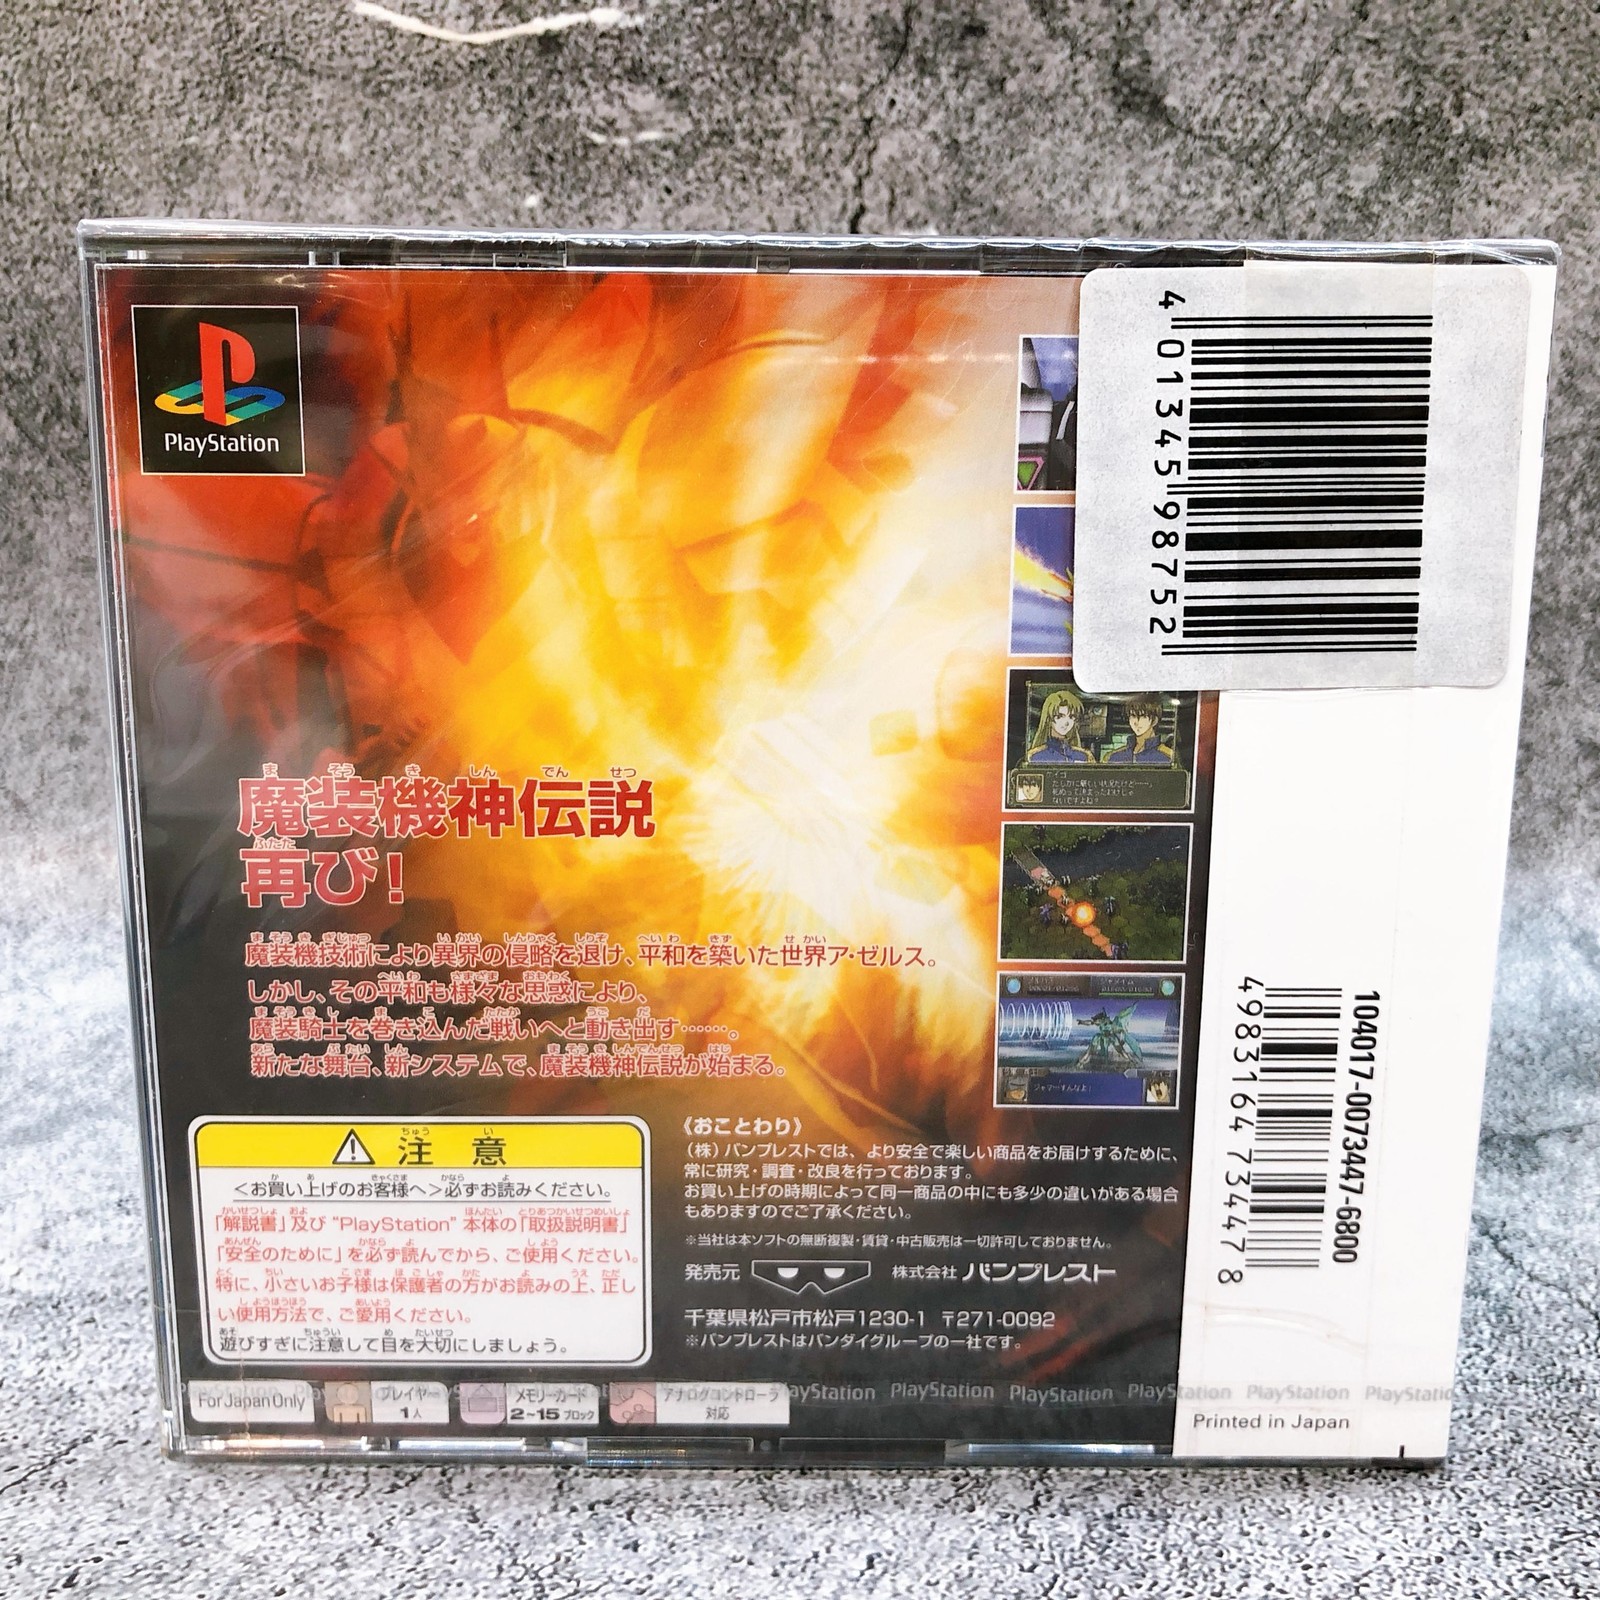 PlayStation
魔装機神伝説
再び!
魔装機技術により異界の侵略を退け、平和を築いた世界ア・ゼルス。
しかし、その平和も様々な思惑により、
魔装騎士を巻き込んだ戦いへと動き出す……。
新たな舞台、新システムで、魔装機神伝説が始まる。
注意
<お買い上げのお客様へ>必ずお読みください。
「解説書」及び"PlayStation"本体の「取扱説明書」
「安全のために」を必ず読んでから、ご使用ください。
特に、小さいお子様は保護者の方がお読みの上、正し
い使用方法で、ご愛用ください。
遊びすぎに注意して目を大切にしましょう。
《おことわり》
(株)バンプレストでは、より安全で楽しい商品をお届けするために、
常に研究・調査・改良を行っております。
お買い上げの時期によって同一商品の中にも多少の違いがある場合
もありますのでご了承ください。
※当社は本ソフトの無断複製・賃貸・中古販売は一切許可しておりません。
発売元 株式会社 バンプレスト
千葉県松戸市松戸1230-1 〒271-0092
※バンプレストはバンダイグループの一社です。
For Japan Only
プレイヤー
1人
メモリーカード
2~15ブロック
アナログコントローラ
対応
PlayStation PlayStation PlayStation PlayStation PlayStation
Printed in Japan
4 013459 8752
104017-0073447-6800
4983164734478